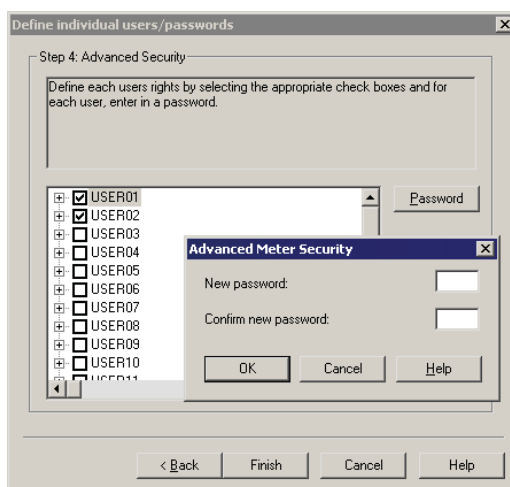 Define individual users/passwords
Step 4: Advanced Security
Define each users rights by selecting the appropriate check boxes and for
each user, enter in a password.
USER01
Password
USER02
USER03
USER04
Advanced Meter Security
USER05
New password:
USER06
USER07
Confirm new password:
USER08
USER09
USER10
OK
Cancel
Help
USER11
< Back
Finish
Cancel
Help